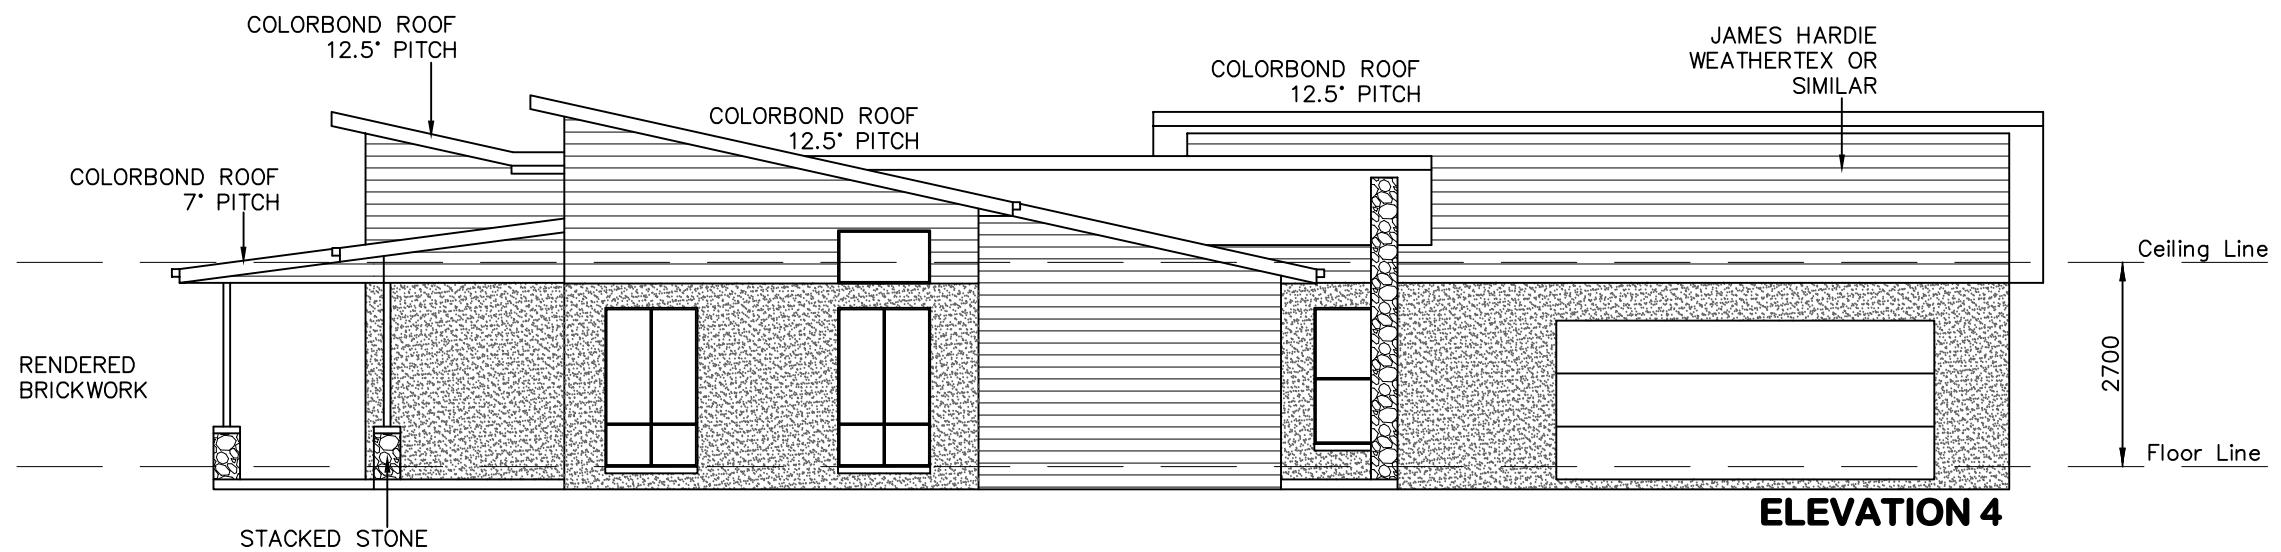 COLORBOND ROOF
12.5° PITCH
JAMES HARDIE
WEATHERTEX OR
SIMILAR
COLORBOND ROOF
12.5° PITCH
COLORBOND ROOF
12.5° PITCH
COLORBOND ROOF
7° PITCH
Ceiling Line
2700
RENDERED
BRICKWORK
Floor Line
ELEVATION 4
STACKED STONE